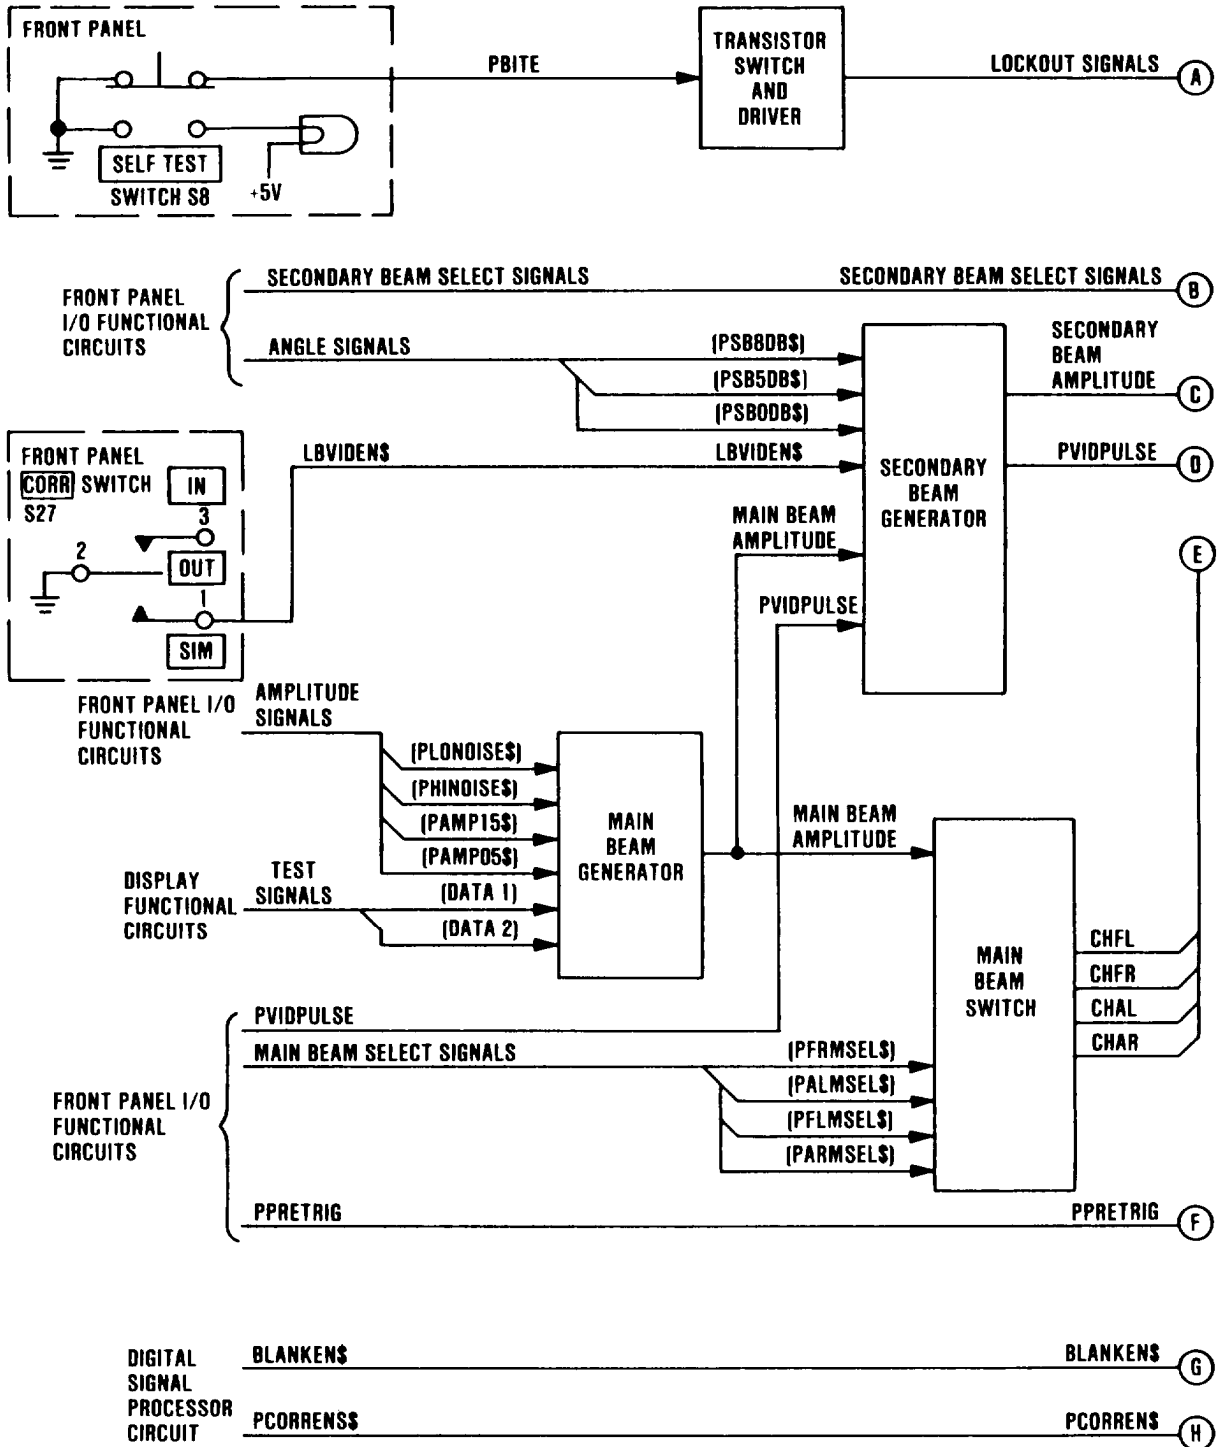 FRONT PANEL
PBITE
TRANSISTOR
SWITCH
AND
DRIVER
LOCKOUT SIGNALS
A
SELF TEST
SWITCH S8
+5V
SECONDARY BEAM SELECT SIGNALS
SECONDARY BEAM SELECT SIGNALS
B
FRONT PANEL
I/O FUNCTIONAL
CIRCUITS
ANGLE SIGNALS
(PSB8DB$)
(PSB5DB$)
(PSB0DB$)
SECONDARY
BEAM
AMPLITUDE
C
FRONT PANEL
CORR SWITCH
S27
IN
3
2
OUT
1
SIM
LBVIDEN$
LBVIDEN$
SECONDARY
BEAM
GENERATOR
PVIDPULSE
D
MAIN BEAM
AMPLITUDE
E
PVIDPULSE
FRONT PANEL I/O
FUNCTIONAL
CIRCUITS
AMPLITUDE
SIGNALS
(PLONOISE$)
(PHINOISE$)
(PAMP15$)
(PAMP05$)
DISPLAY
FUNCTIONAL
CIRCUITS
TEST
SIGNALS
(DATA 1)
(DATA 2)
MAIN
BEAM
GENERATOR
MAIN BEAM
AMPLITUDE
MAIN
BEAM
SWITCH
CHFL
CHFR
CHAL
CHAR
FRONT PANEL I/O
FUNCTIONAL
CIRCUITS
PVIDPULSE
MAIN BEAM SELECT SIGNALS
(PFRMSEL$)
(PALMSEL$)
(PFLMSEL$)
(PARMSEL$)
PPRETRIG
PPRETRIG
F
DIGITAL
SIGNAL
PROCESSOR
CIRCUIT
BLANKEN$
BLANKEN$
G
PCORRENS$
PCORREN$
H